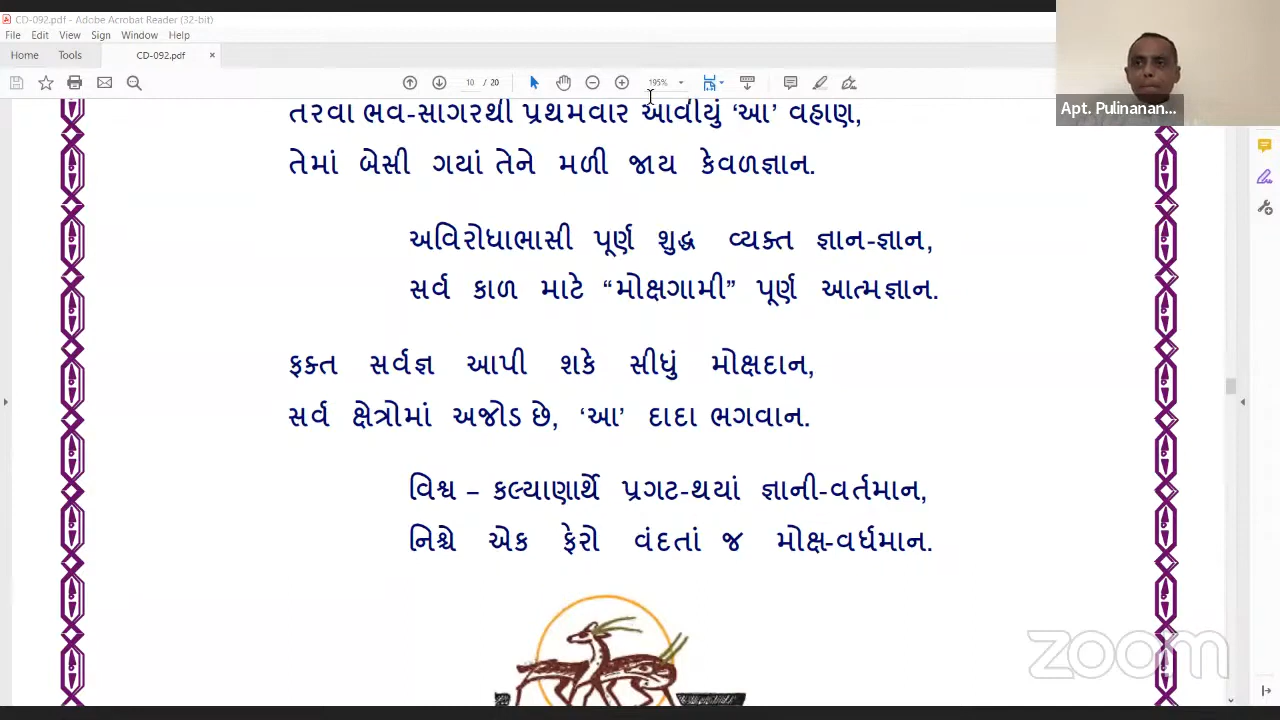 CD-092.pdf - Adobe Acrobat Reader (32-bit)
File Edit View Sign Window Help
Home Tools CD-092.pdf ×
10 / 20 195%
Apt. Pulinanan...
તરવા ભવ-સાગરથી પ્રથમવાર આવીયું ‘આ’ વહાણ,
તેમાં બેસી ગયાં તેને મળી જાય કેવળજ્ઞાન.
અવિરોધાભાસી પૂર્ણ શુદ્ધ વ્યક્ત જ્ઞાન-જ્ઞાન,
સર્વ કાળ માટે “મોક્ષગામી” પૂર્ણ આત્મજ્ઞાન.
ફક્ત સર્વજ્ઞ આપી શકે સીધું મોક્ષદાન,
સર્વ ક્ષેત્રોમાં અજોડ છે, ‘આ’ દાદા ભગવાન.
વિશ્વ – કલ્યાણાર્થે પ્રગટ-થયાં જ્ઞાની-વર્તમાન,
નિશ્ચે એક ફેરો વંદતાં જ મોક્ષ-વર્ધમાન.
zoom